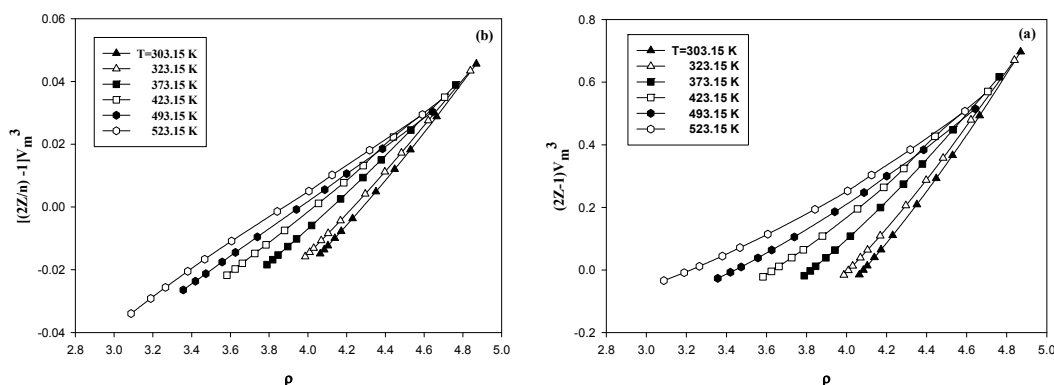 0.06
(b)
0.04
0.02
0.00
-0.02
-0.04
[(2Z/n) -1]V_m^3
T=303.15 K
323.15 K
373.15 K
423.15 K
493.15 K
523.15 K
2.8 3.0 3.2 3.4 3.6 3.8 4.0 4.2 4.4 4.6 4.8 5.0
ρ
0.8
(a)
0.6
0.4
0.2
0.0
-0.2
(2Z-1)V_m^3
T=303.15 K
323.15 K
373.15 K
423.15 K
493.15 K
523.15 K
2.8 3.0 3.2 3.4 3.6 3.8 4.0 4.2 4.4 4.6 4.8 5.0
ρ